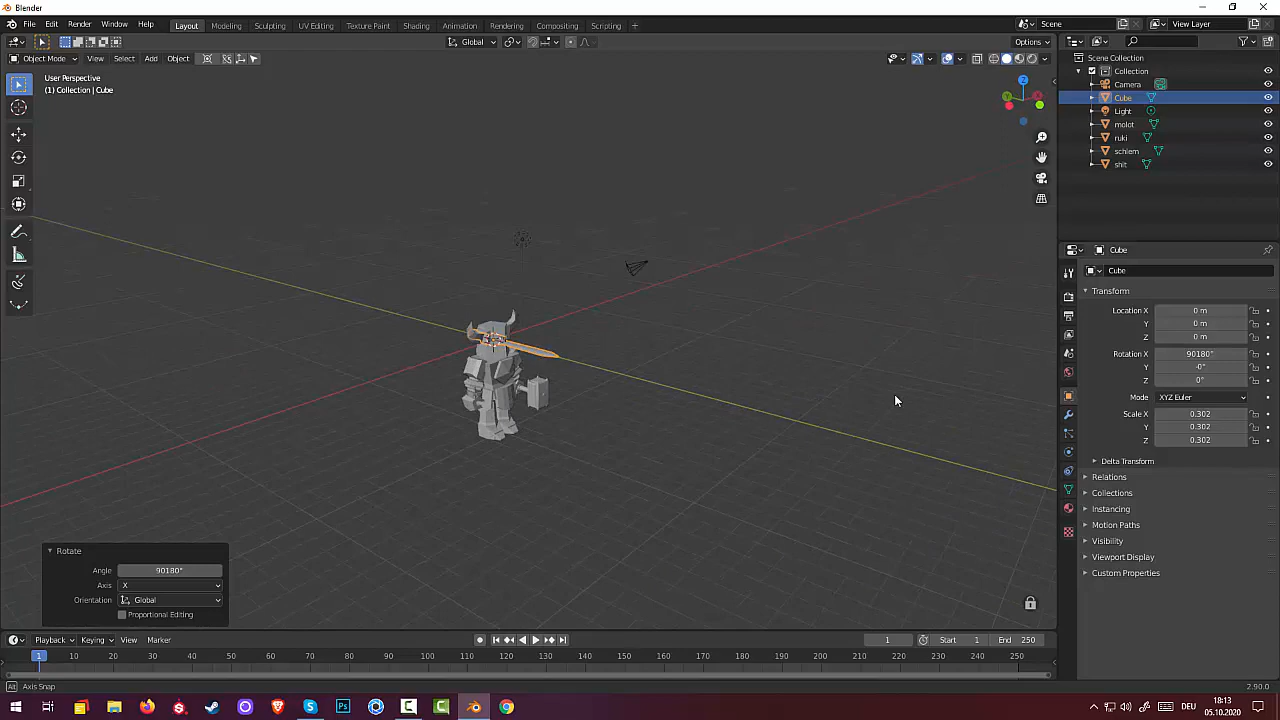 Blender
File Edit Render Window Help Layout Modeling Sculpting UV Editing Texture Paint Shading Animation Rendering Compositing Scripting + Scene View Layer
Global Options
Object Mode View Select Add Object
User Perspective
(1) Collection | Cube
Z
Y
X
Scene Collection
Collection
Camera
Cube
Light
molot
ruki
schlem
shit
Cube
Cube
Transform
Location X 0 m
Y 0 m
Z 0 m
Rotation X 90180°
Y -0°
Z 0°
Mode XYZ Euler
Scale X 0.302
Y 0.302
Z 0.302
Delta Transform
Relations
Collections
Instancing
Motion Paths
Visibility
Viewport Display
Custom Properties
Rotate
Angle 90180°
Axis X
Orientation Global
Proportional Editing
Playback Keying View Marker 1 Start 1 End 250
1 10 20 30 40 50 60 70 80 90 100 110 120 130 140 150 160 170 180 190 200 210 220 230 240 250
Alt Axis Snap 2.90.0
DEU 18:13
05.10.2020